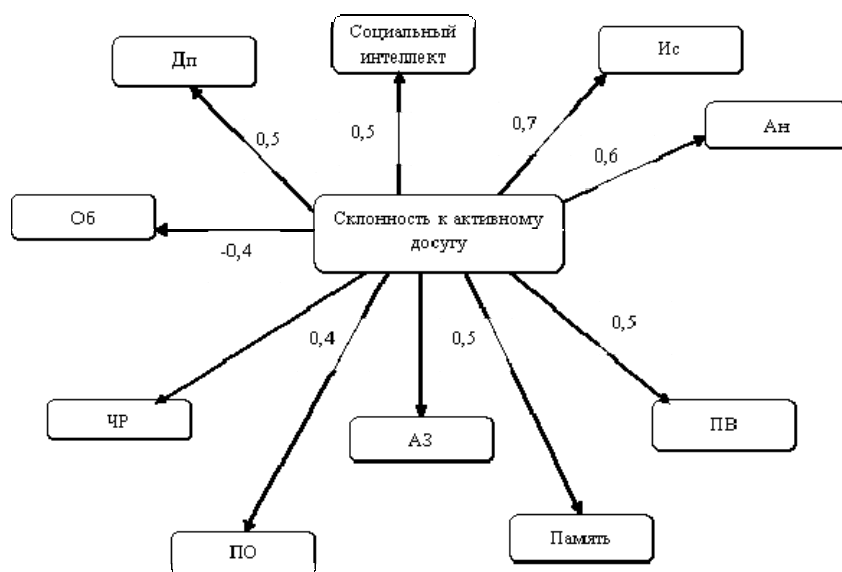 Социальный
интеллект
Дп
Ис
Ан
0,5
0,5
0,7
0,6
Об
Склонность к активному
досугу
-0,4
0,4
0,5
0,5
ЧР
АЗ
ПВ
ПО
Память